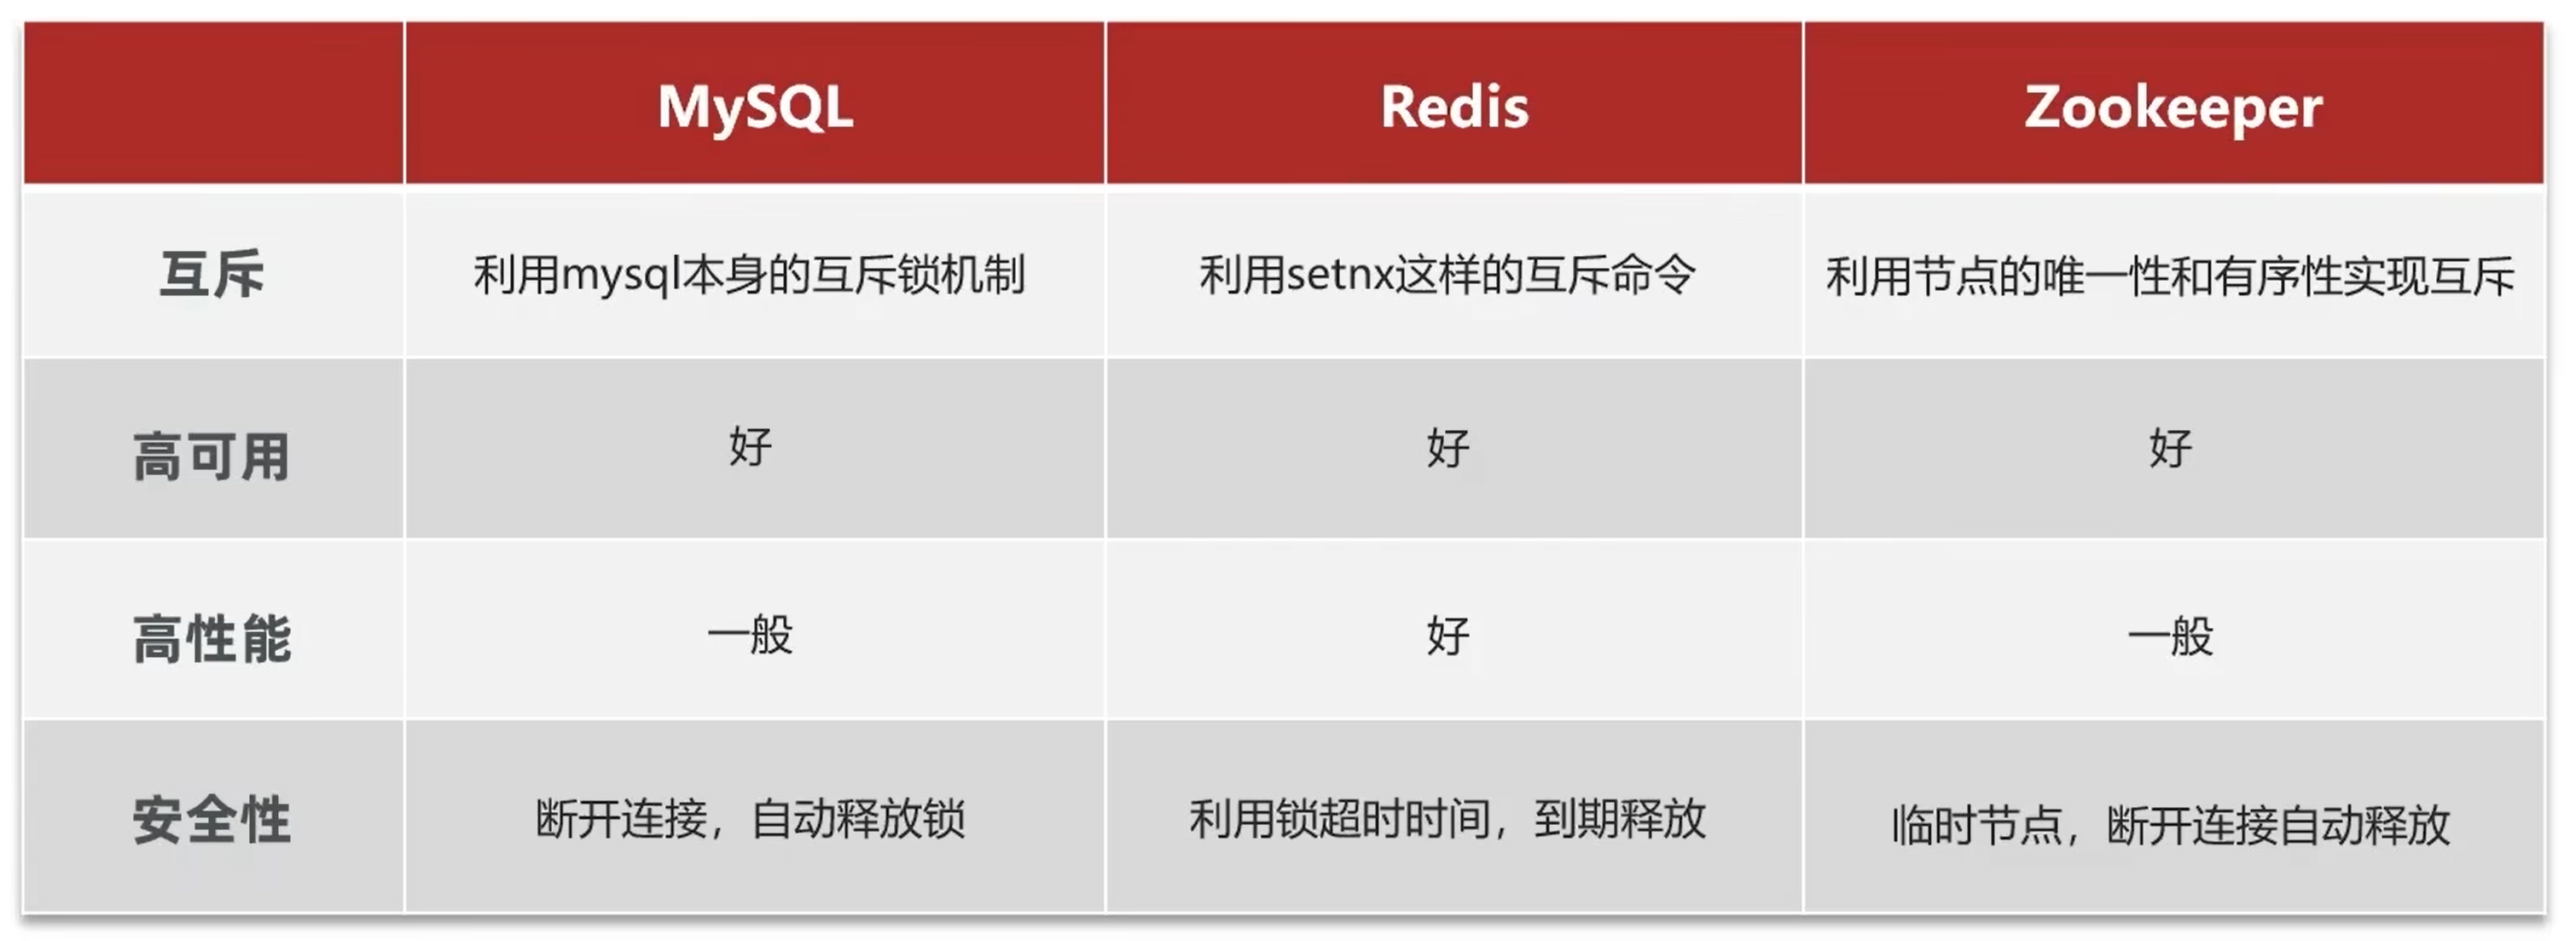 MySQL Redis Zookeeper
互斥 利用mysql本身的互斥锁机制 利用setnx这样的互斥命令 利用节点的唯一性和有序性实现互斥
高可用 好 好 好
高性能 一般 好 一般
安全性 断开连接，自动释放锁 利用锁超时时间，到期释放 临时节点，断开连接自动释放